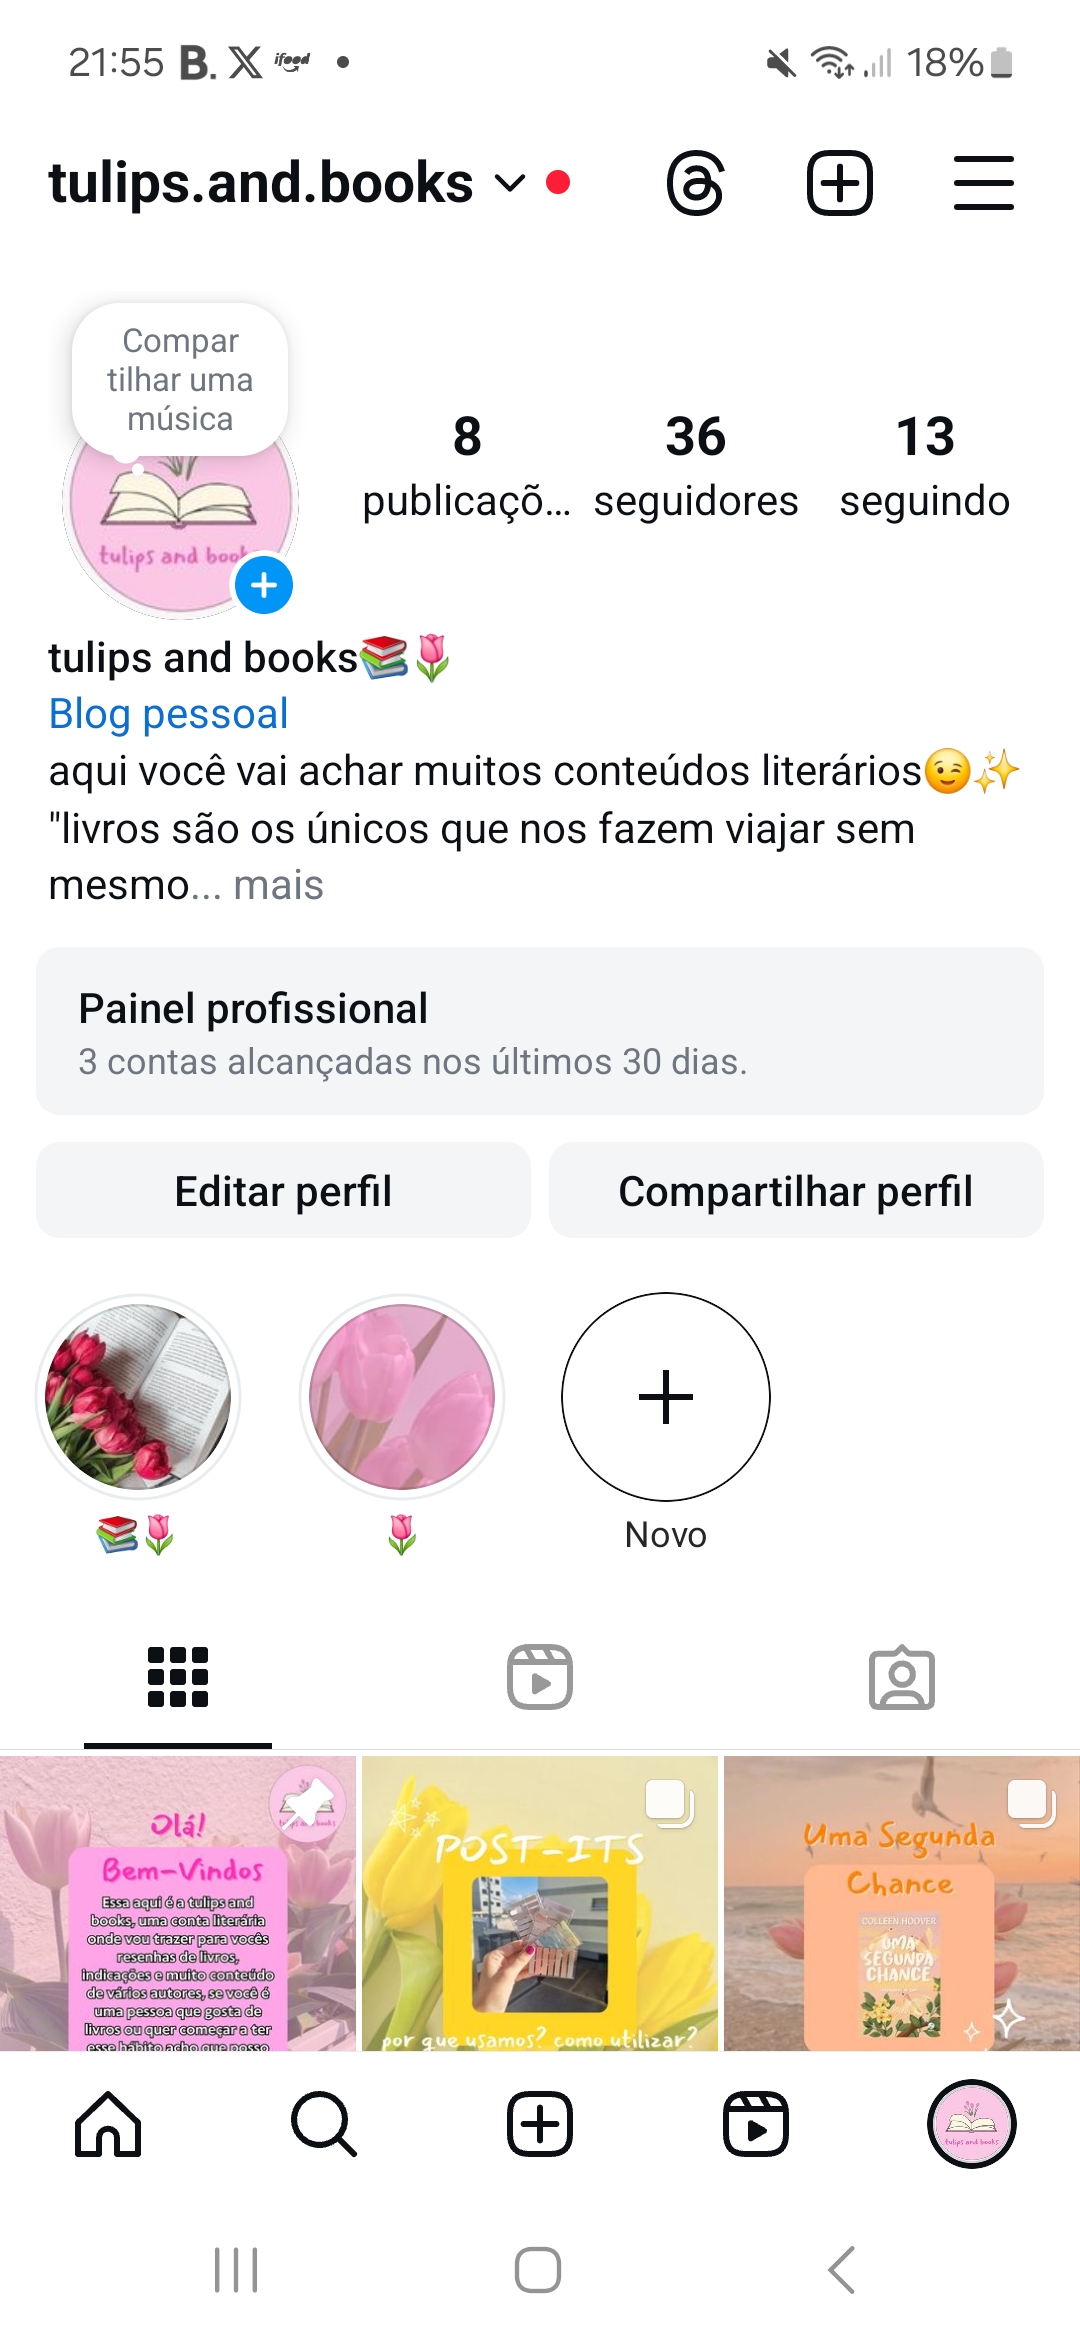 21:55 B. X ifood 18%
tulips.and.books
Compar
tilhar uma
música
tulips and book
8 36 13
publicaçõ... seguidores seguindo
tulips and books📚🌷
Blog pessoal
aqui você vai achar muitos conteúdos literários😉✨
"livros são os únicos que nos fazem viajar sem
mesmo... mais
Painel profissional
3 contas alcançadas nos últimos 30 dias.
Editar perfil Compartilhar perfil
📚🌷 🌷 Novo
Olá!
Bem-Vindos
Essa aqui é a tulips and
books, uma conta literária
onde vou trazer para vocês
resenhas de livros,
indicações e muito conteúdo
de vários autores, se você é
uma pessoa que gosta de
livros ou quer começar a ter
esse hábito acho que posso
POST-ITS
por que usamos? como utilizar?
Uma Segunda
Chance
COLLEEN HOOVER
UMA
SEGUNDA
CHANCE
tulips and books